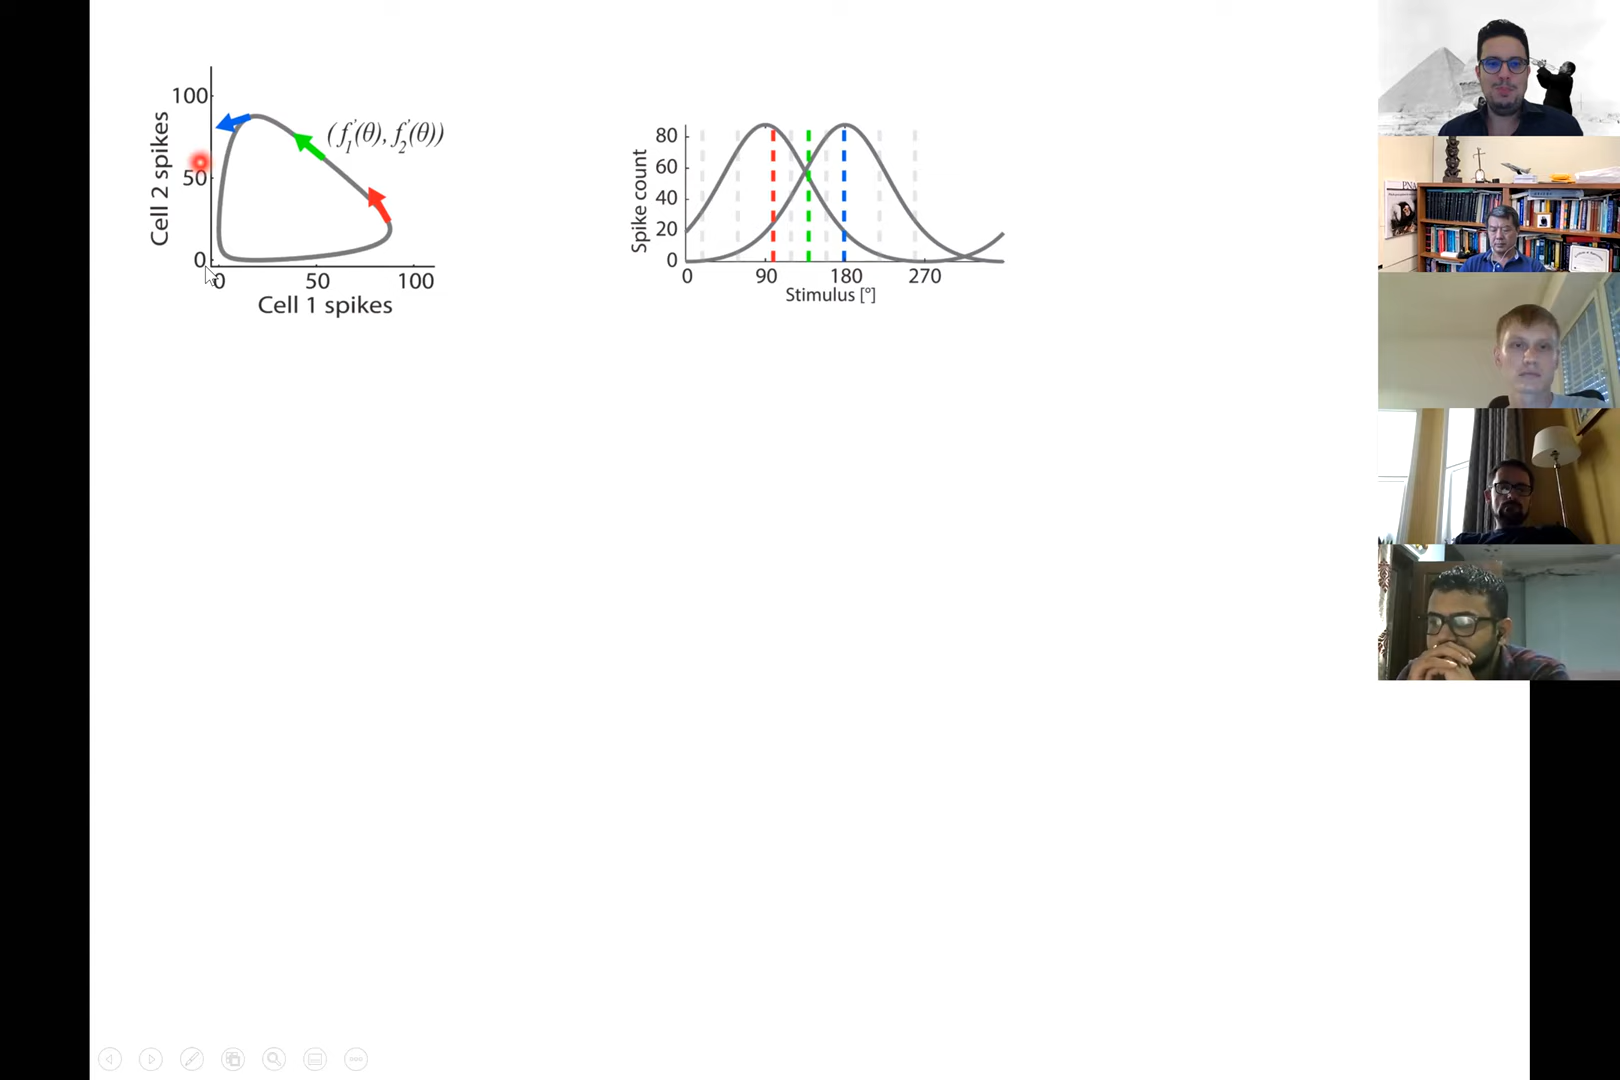 100
50
0
Cell 2 spikes
(f₁′(θ), f₂′(θ))
0 50 100
Cell 1 spikes
80
60
40
20
0
Spike count
0 90 180 270
Stimulus [°]
PNA